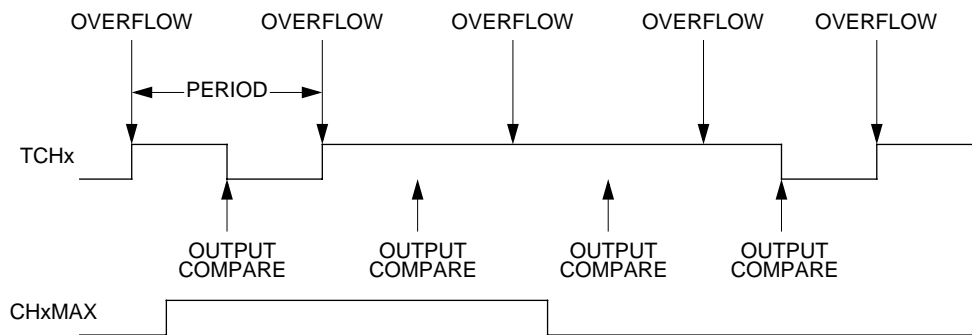 OVERFLOW OVERFLOW OVERFLOW OVERFLOW OVERFLOW
PERIOD
TCHx
OUTPUT COMPARE
OUTPUT COMPARE
OUTPUT COMPARE
OUTPUT COMPARE
CHxMAX